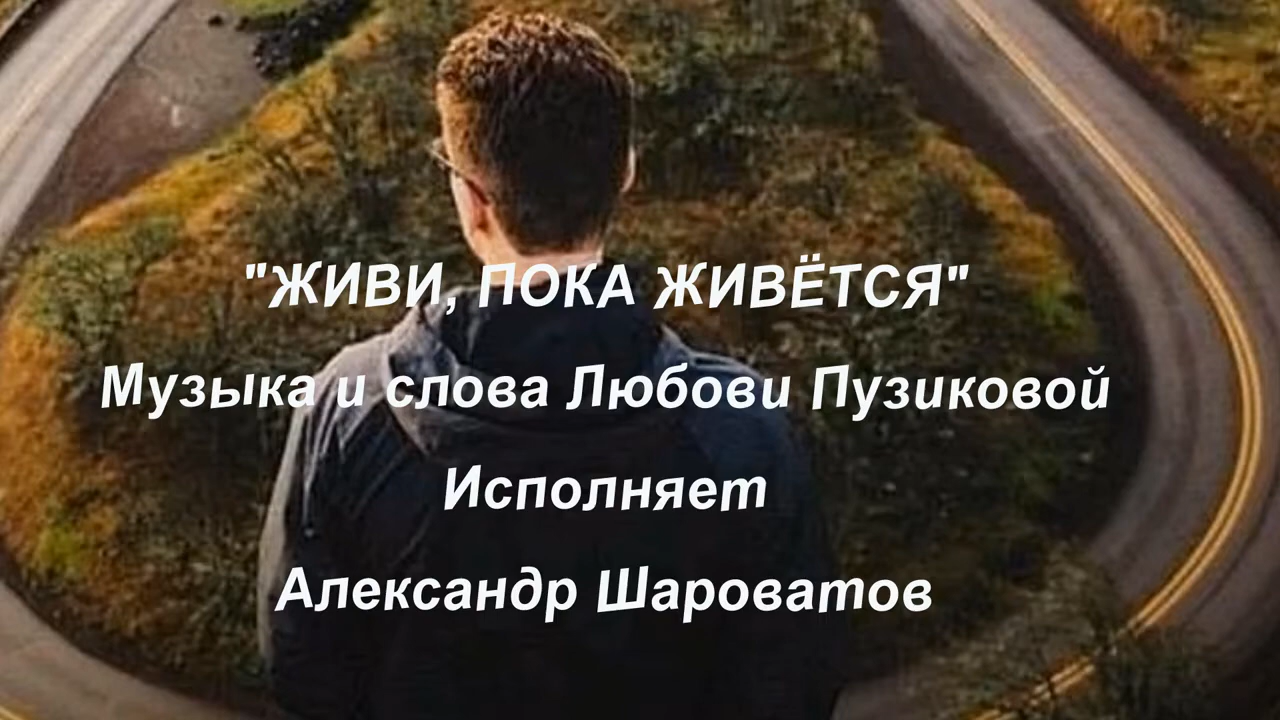 "ЖИВИ, ПОКА ЖИВЁТСЯ"
Музыка и слова Любови Пузиковой
Исполняет
Александр Шароватов